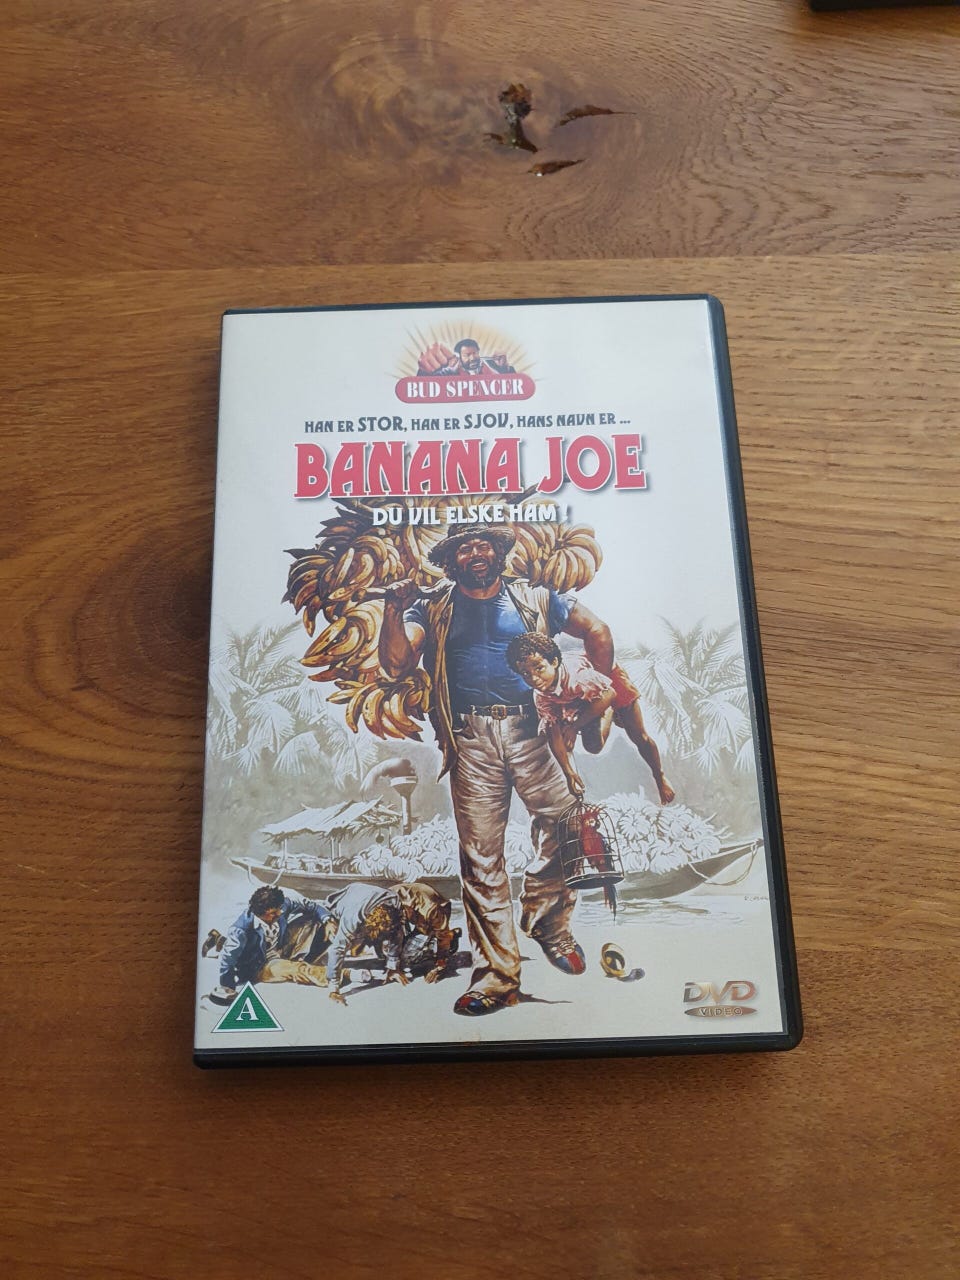 BUD SPENCER
HAN ER STOR, HAN ER SJOV, HANS NAVN ER ...
BANANA JOE
DU VIL ELSKE HAM !
A
DVD
VIDEO